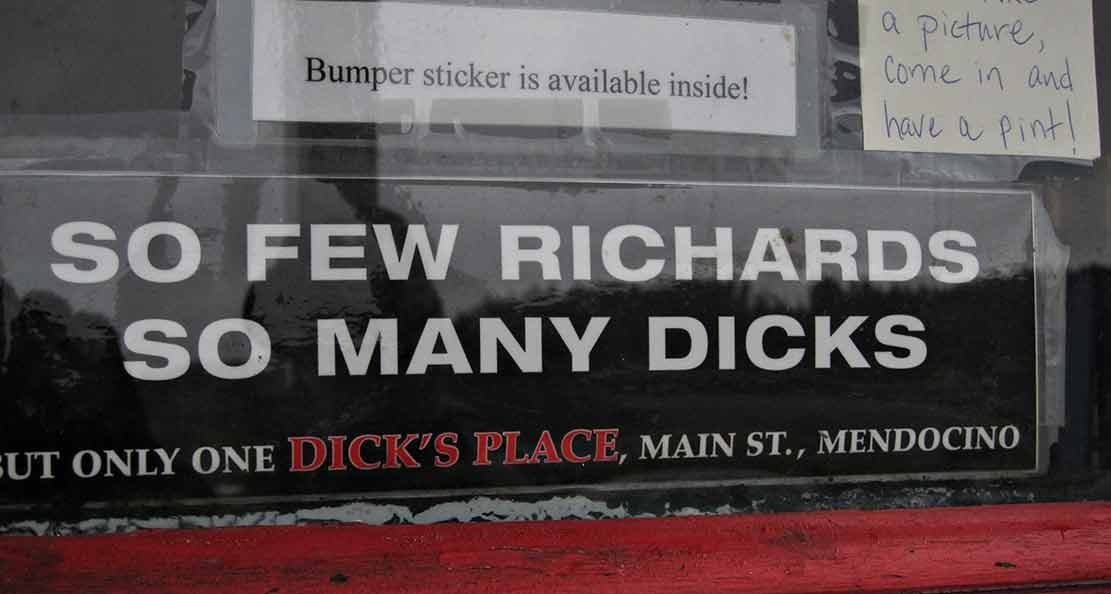 Bumper sticker is available inside!
a picture,
come in and
have a pint!
SO FEW RICHARDS
SO MANY DICKS
BUT ONLY ONE DICK'S PLACE, MAIN ST., MENDOCINO